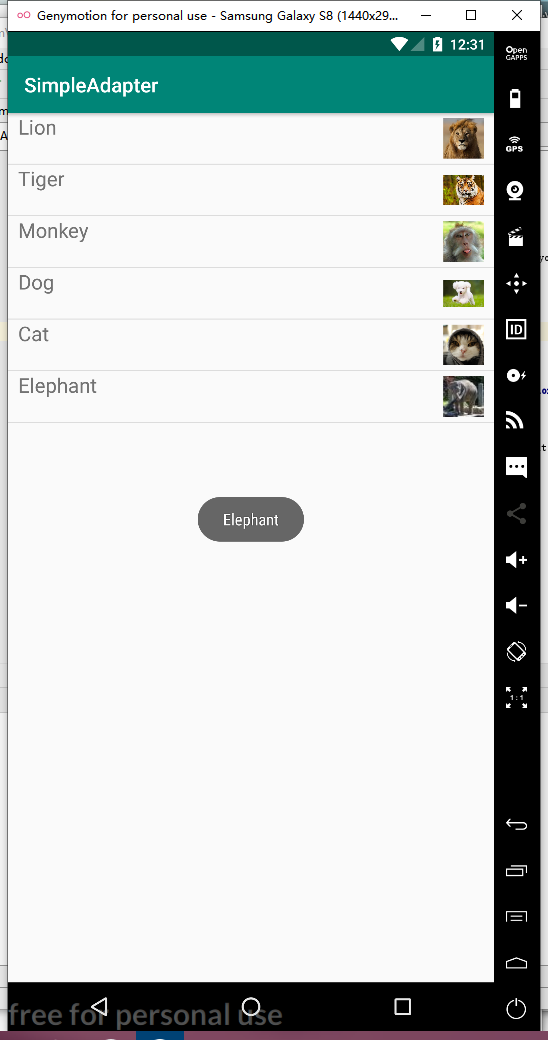 Genymotion for personal use - Samsung Galaxy S8 (1440x29...
12:31
SimpleAdapter
Lion
Tiger
Monkey
Dog
Cat
Elephant
Elephant
free for personal use
Open
GAPPS
GPS
ID
1:1